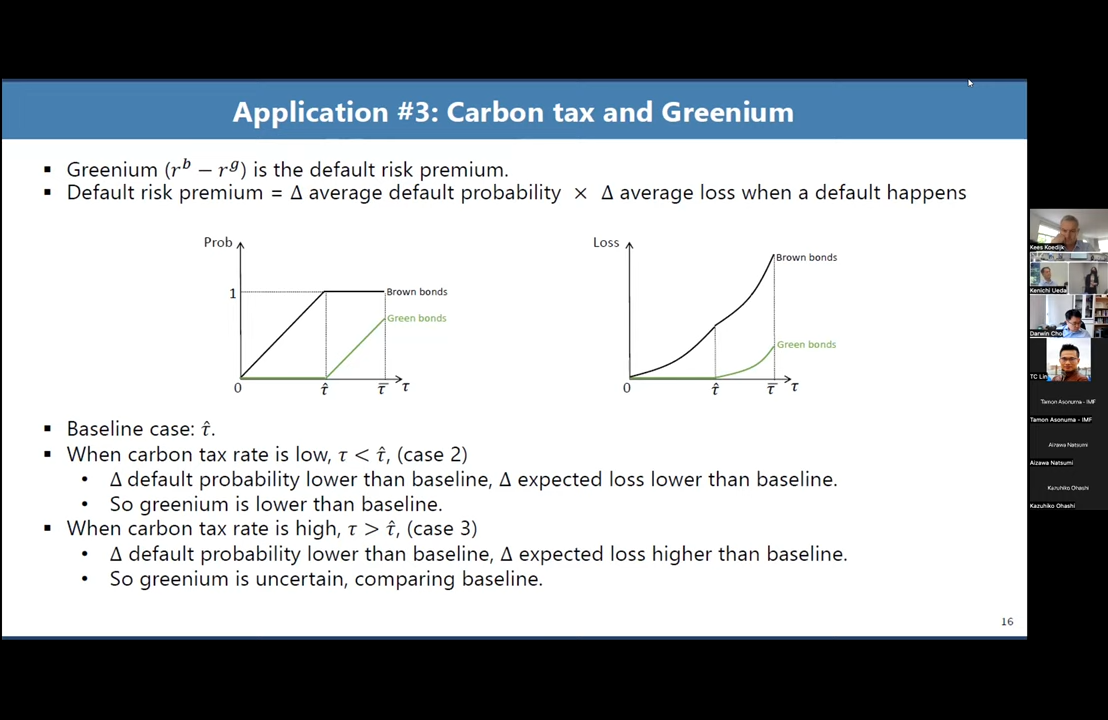 Application #3: Carbon tax and Greenium
▪ Greenium (r^b − r^g) is the default risk premium.
▪ Default risk premium = Δ average default probability × Δ average loss when a default happens
Prob
1
Brown bonds
Green bonds
0 τ̂ τ̅ τ
Loss
Brown bonds
Green bonds
0 τ̂ τ̅ τ
▪ Baseline case: τ̂.
▪ When carbon tax rate is low, τ < τ̂, (case 2)
• Δ default probability lower than baseline, Δ expected loss lower than baseline.
• So greenium is lower than baseline.
▪ When carbon tax rate is high, τ > τ̂, (case 3)
• Δ default probability lower than baseline, Δ expected loss higher than baseline.
• So greenium is uncertain, comparing baseline.
16
Kees Koedijk
Kenichi Ueda
Darwin Cho
TC Lin
Tamon Asonuma - IMF
Tamon Asonuma - IMF
Aizawa Natsumi
Aizawa Natsumi
Kazuhiko Ohashi
Kazuhiko Ohashi